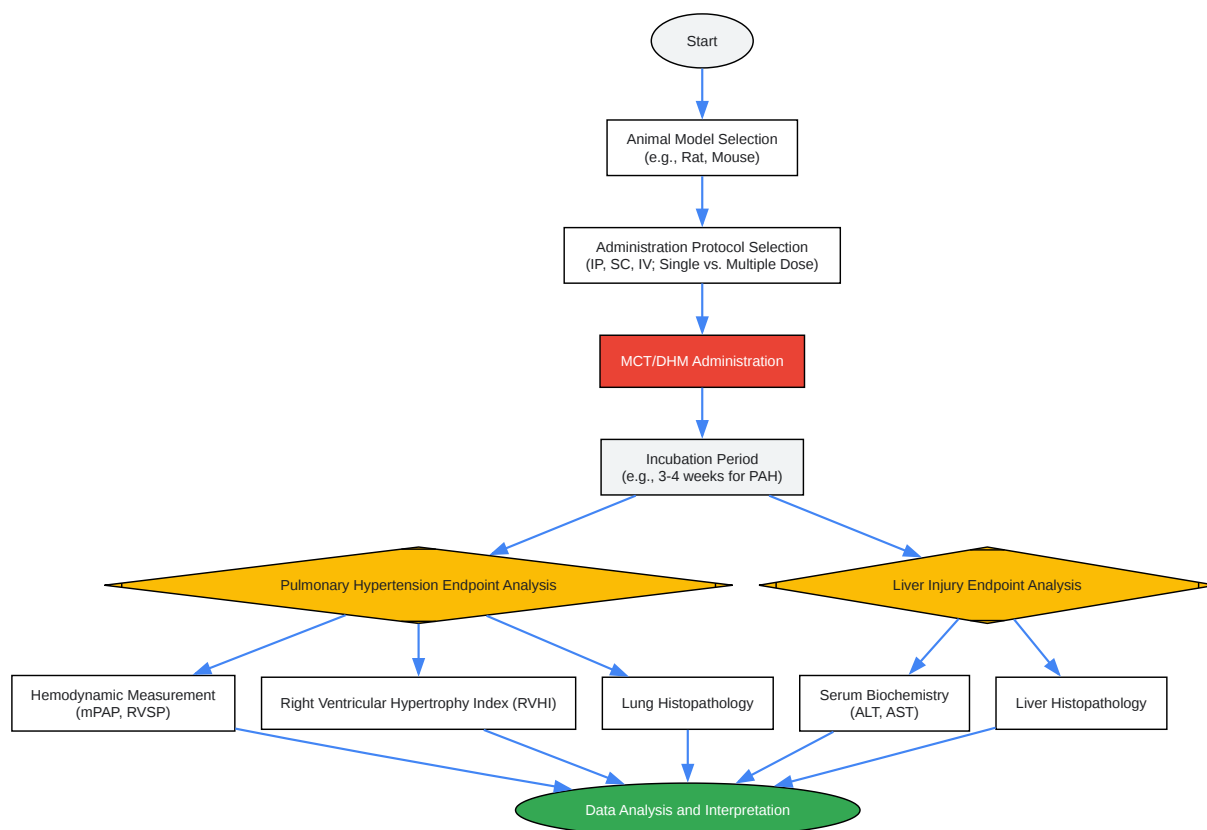 Start
Animal Model Selection
(e.g., Rat, Mouse)
Administration Protocol Selection
(IP, SC, IV; Single vs. Multiple Dose)
MCT/DHM Administration
Incubation Period
(e.g., 3-4 weeks for PAH)
Pulmonary Hypertension Endpoint Analysis
Liver Injury Endpoint Analysis
Hemodynamic Measurement
(mPAP, RVSP)
Right Ventricular Hypertrophy Index (RVHI)
Lung Histopathology
Serum Biochemistry
(ALT, AST)
Liver Histopathology
Data Analysis and Interpretation